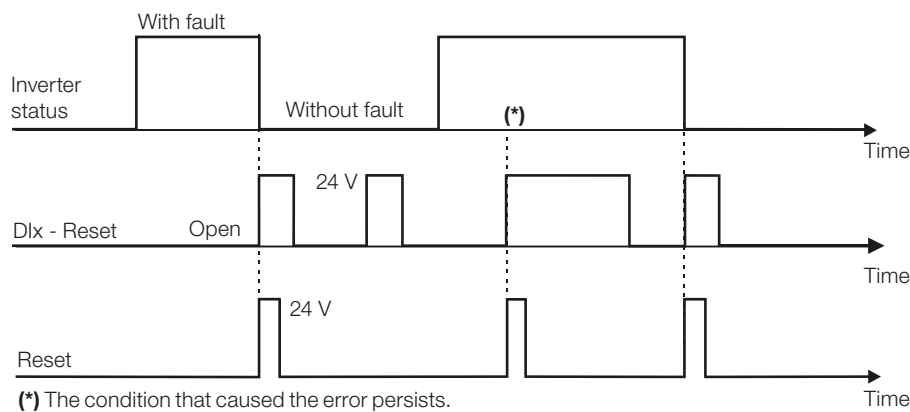 With fault
Inverter
status
Without fault
(*)
Time
24 V
DIx - Reset
Open
Time
24 V
Reset
Time
(*) The condition that caused the error persists.